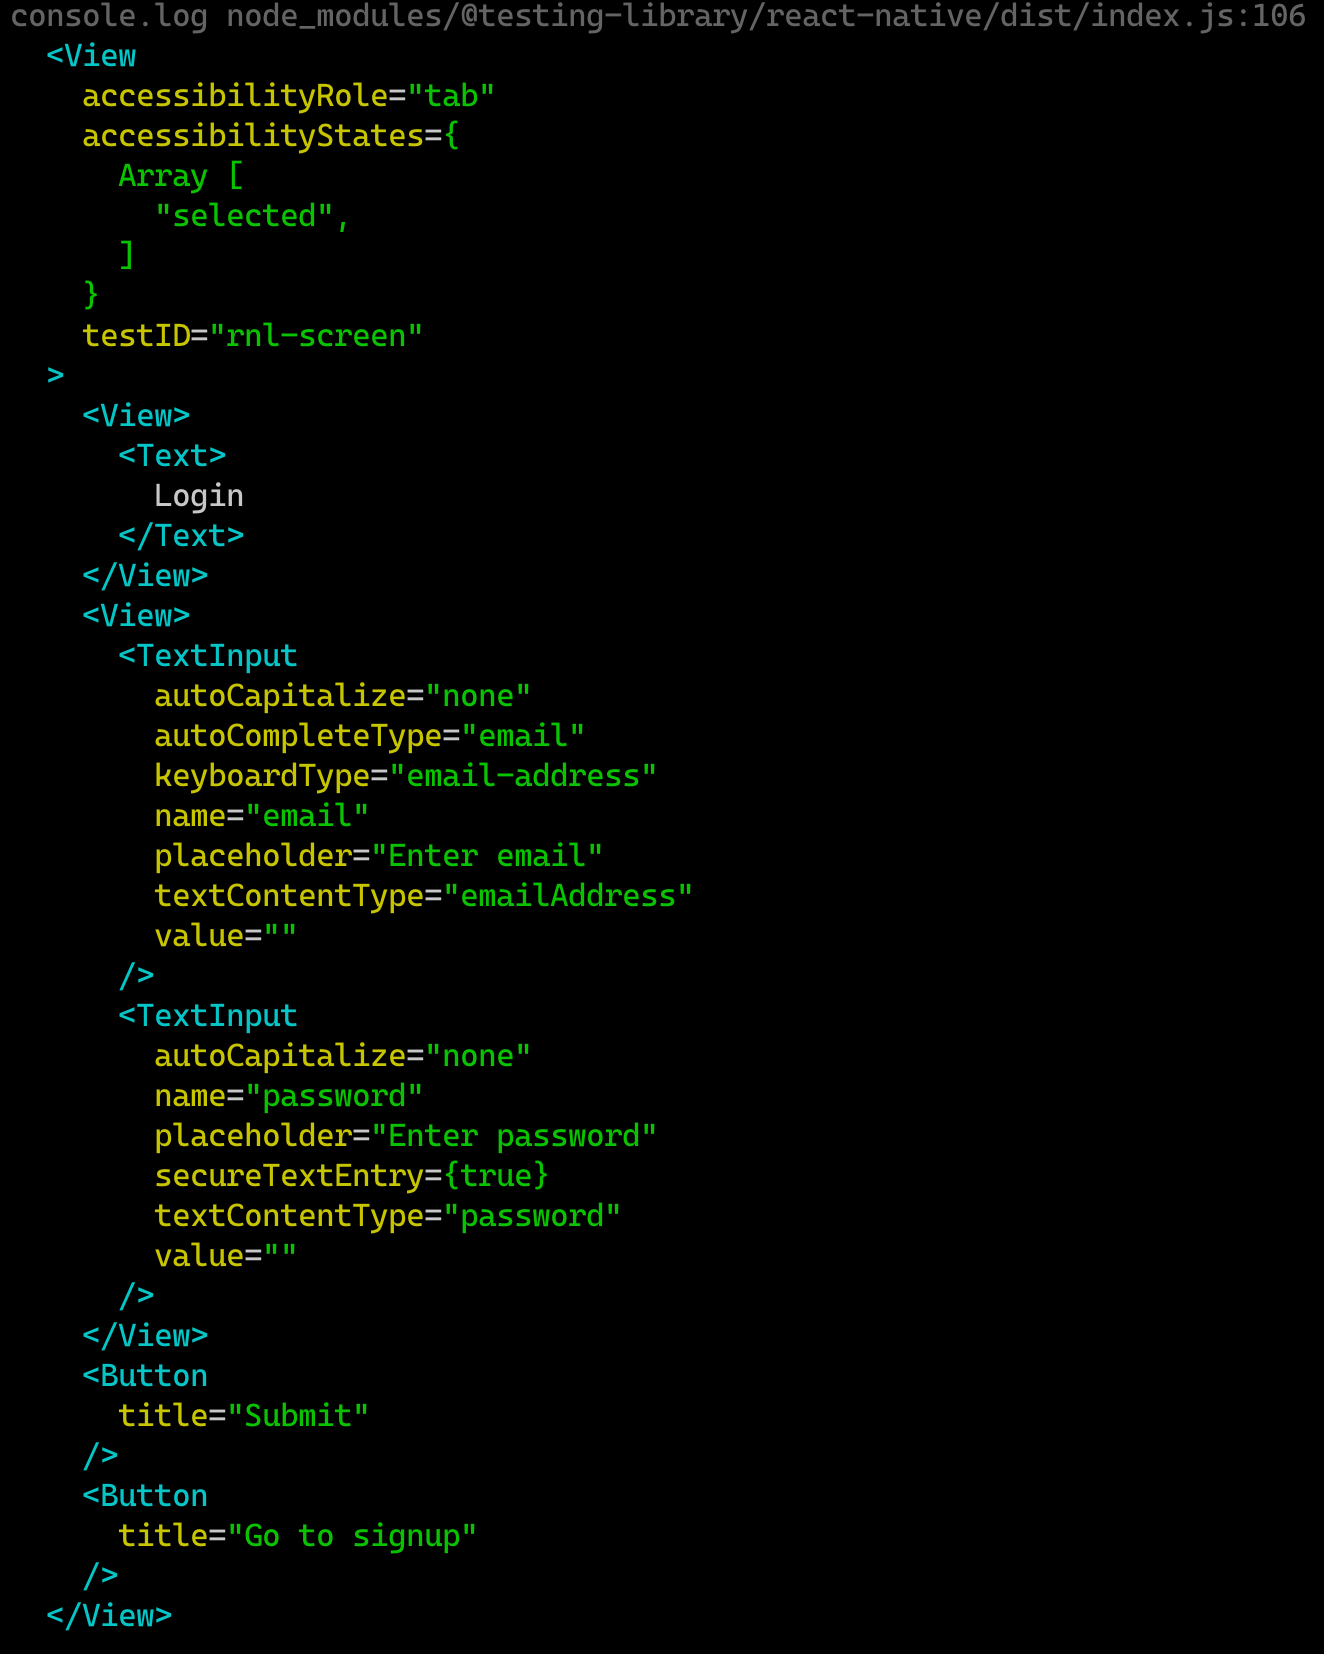 console.log node_modules/@testing-library/react-native/dist/index.js:106
  <View
    accessibilityRole="tab"
    accessibilityStates={
      Array [
        "selected",
      ]
    }
    testID="rnl-screen"
  >
    <View>
      <Text>
        Login
      </Text>
    </View>
    <View>
      <TextInput
        autoCapitalize="none"
        autoCompleteType="email"
        keyboardType="email-address"
        name="email"
        placeholder="Enter email"
        textContentType="emailAddress"
        value=""
      />
      <TextInput
        autoCapitalize="none"
        name="password"
        placeholder="Enter password"
        secureTextEntry={true}
        textContentType="password"
        value=""
      />
    </View>
    <Button
      title="Submit"
    />
    <Button
      title="Go to signup"
    />
  </View>